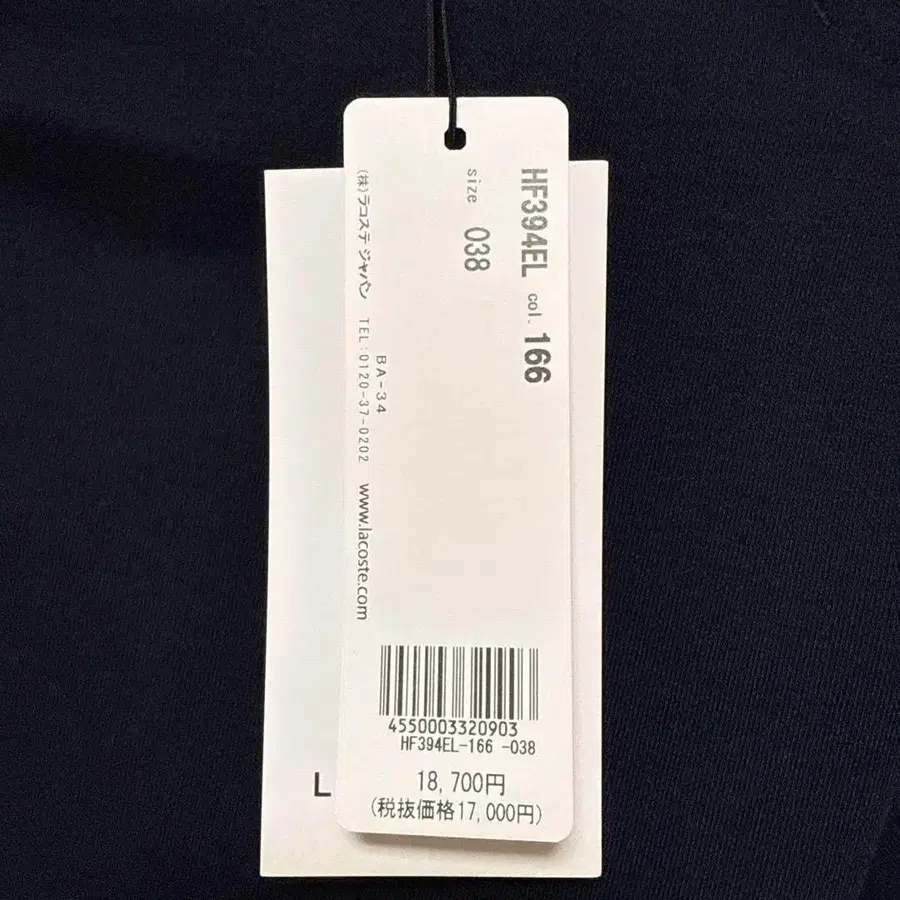 HF394EL col. 166
size 038
BA-34
(株)ラコステ ジャパン TEL:0120-37-0202 www.lacoste.com
4550003320903
HF394EL-166 -038
18,700円
(税抜価格17,000円)
L